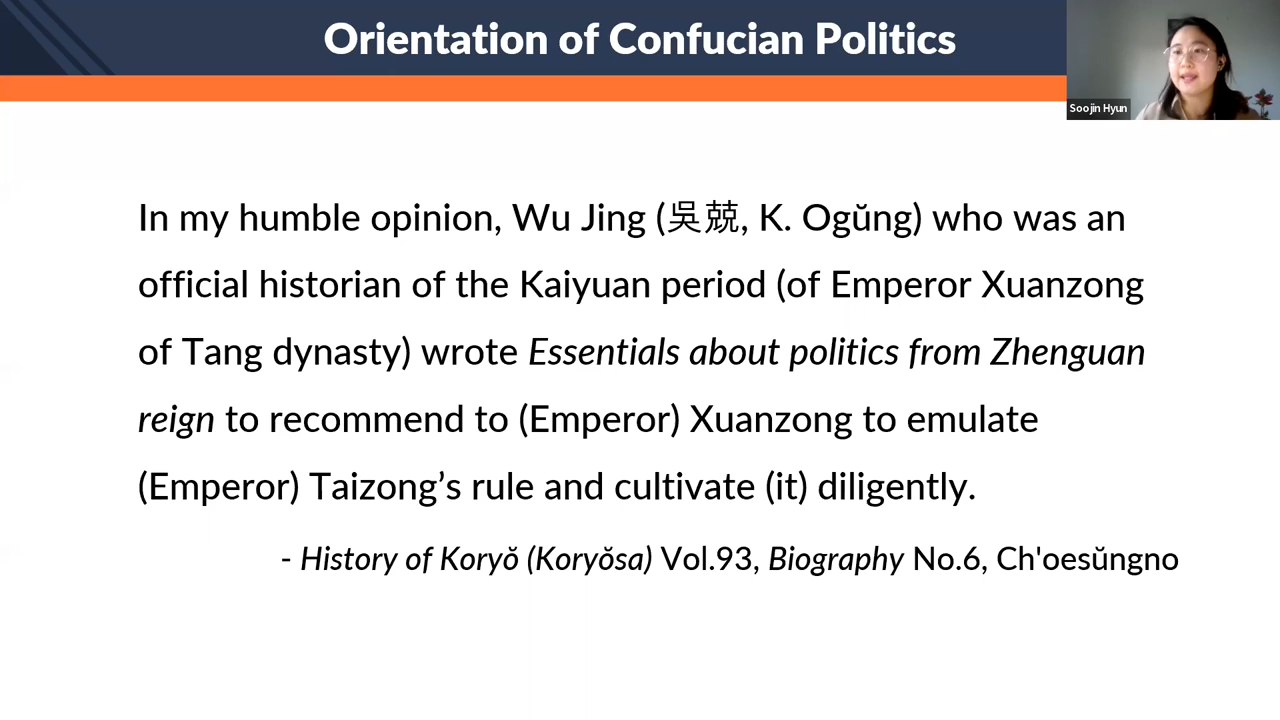 Orientation of Confucian Politics
Soojin Hyun
In my humble opinion, Wu Jing (吳兢, K. Ogŭng) who was an
official historian of the Kaiyuan period (of Emperor Xuanzong
of Tang dynasty) wrote Essentials about politics from Zhenguan
reign to recommend to (Emperor) Xuanzong to emulate
(Emperor) Taizong’s rule and cultivate (it) diligently.
- History of Koryŏ (Koryŏsa) Vol.93, Biography No.6, Ch'oesŭngno